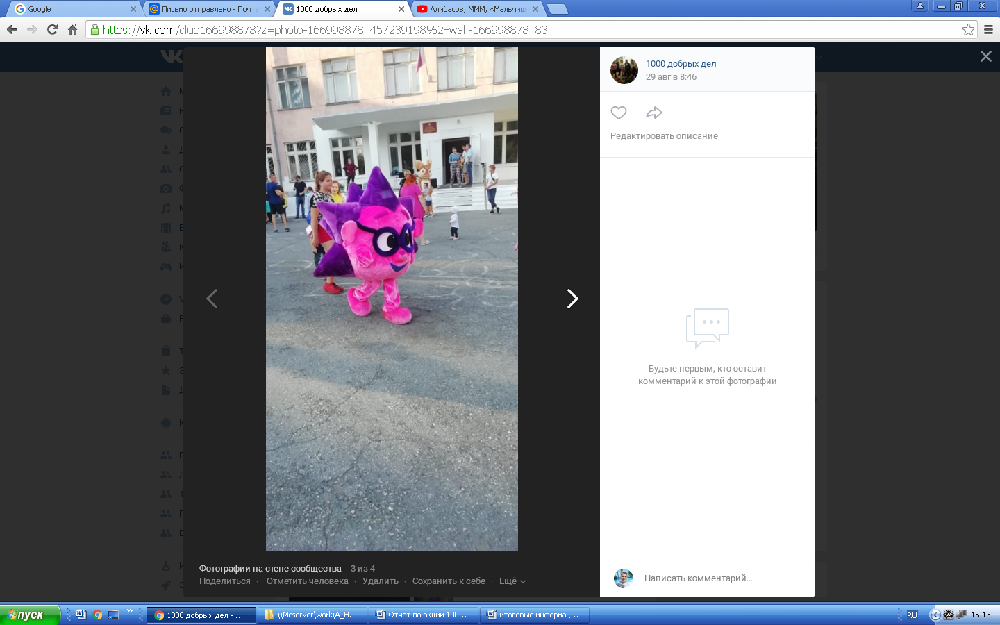 Google
Письмо отправлено - Почта
1000 добрых дел
Алибасов, МММ, «Мальчиш
https://vk.com/club166998878?z=photo-166998878_457239198%2Fwall-166998878_83
1000 добрых дел
29 авг в 8:46
Редактировать описание
Будьте первым, кто оставит
комментарий к этой фотографии
Фотографии на стене сообщества 3 из 4
Поделиться · Отметить человека · Удалить · Сохранить к себе · Ещё
Написать комментарий...
пуск
»
1000 добрых дел - ...
\\Mcserver\work\A_Н...
Отчет по акции 100...
итоговые информац...
RU
15:13